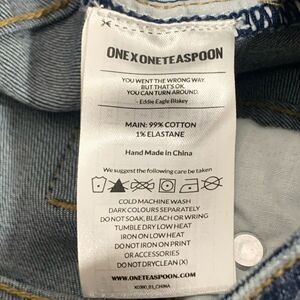 ONEXONETEASPOON
YOU WENT THE WRONG WAY.
BUT THAT'S OK.
YOU CAN TURN AROUND.
- Eddie Eagle Blakey
MAIN: 99% COTTON
1% ELASTANE
Hand Made in China
We suggest the following care be taken
COLD MACHINE WASH
DARK COLOURS SEPARATELY
DO NOT SOAK, BLEACH OR WRING
TUMBLE DRY LOW HEAT
IRON ON LOW HEAT
DO NOT IRON ON PRINT
OR ACCESSORIES
DO NOT DRYCLEAN (X)
WWW.ONETEASPOON.COM